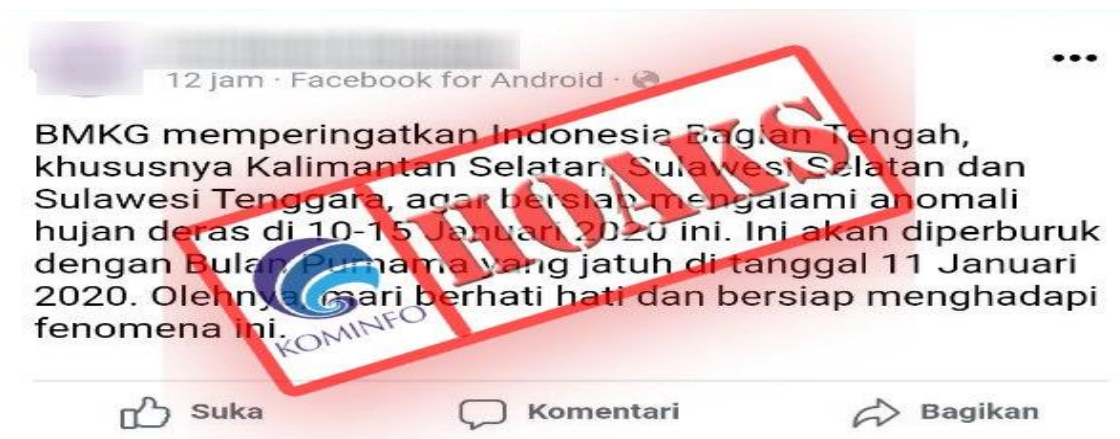 12 jam · Facebook for Android ·
BMKG memperingatkan Indonesia Bagian Tengah,
khususnya Kalimantan Selatan, Sulawesi Selatan dan
Sulawesi Tenggara, agar bersiap mengalami anomali
hujan deras di 10-15 Januari 2020 ini. Ini akan diperburuk
dengan Bulan Purnama yang jatuh di tanggal 11 Januari
2020. Olehnya, mari berhati hati dan bersiap menghadapi
fenomena ini.
HOAKS
KOMINFO
Suka
Komentari
Bagikan